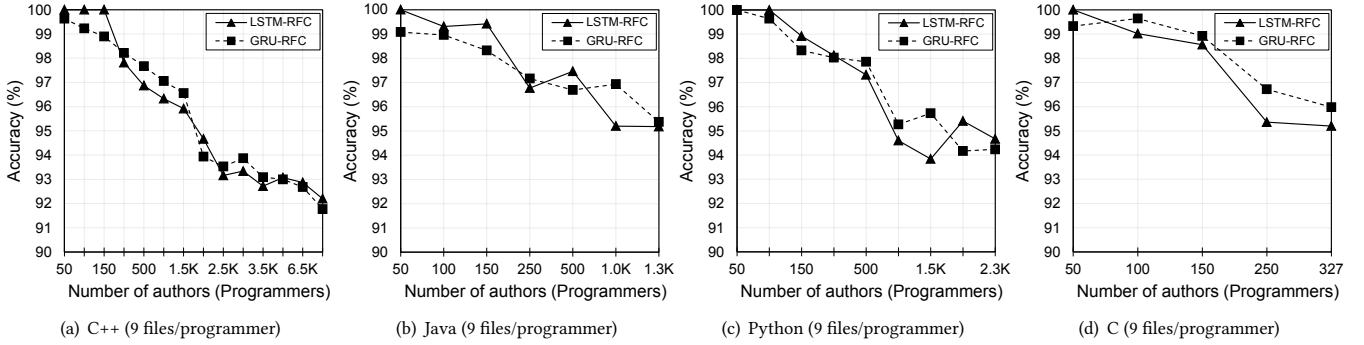 100
99
98
97
96
95
94
93
92
91
90
Accuracy (%)
LSTM-RFC
GRU-RFC
50 150 500 1.5K 2.5K 3.5K 6.5K
Number of authors (Programmers)
(a) C++ (9 files/programmer)
100
99
98
97
96
95
94
93
92
91
90
Accuracy (%)
LSTM-RFC
GRU-RFC
50 100 150 250 500 1.0K 1.3K
Number of authors (Programmers)
(b) Java (9 files/programmer)
100
99
98
97
96
95
94
93
92
91
90
Accuracy (%)
LSTM-RFC
GRU-RFC
50 150 500 1.5K 2.3K
Number of authors (Programmers)
(c) Python (9 files/programmer)
100
99
98
97
96
95
94
93
92
91
90
Accuracy (%)
LSTM-RFC
GRU-RFC
50 100 150 250 327
Number of authors (Programmers)
(d) C (9 files/programmer)